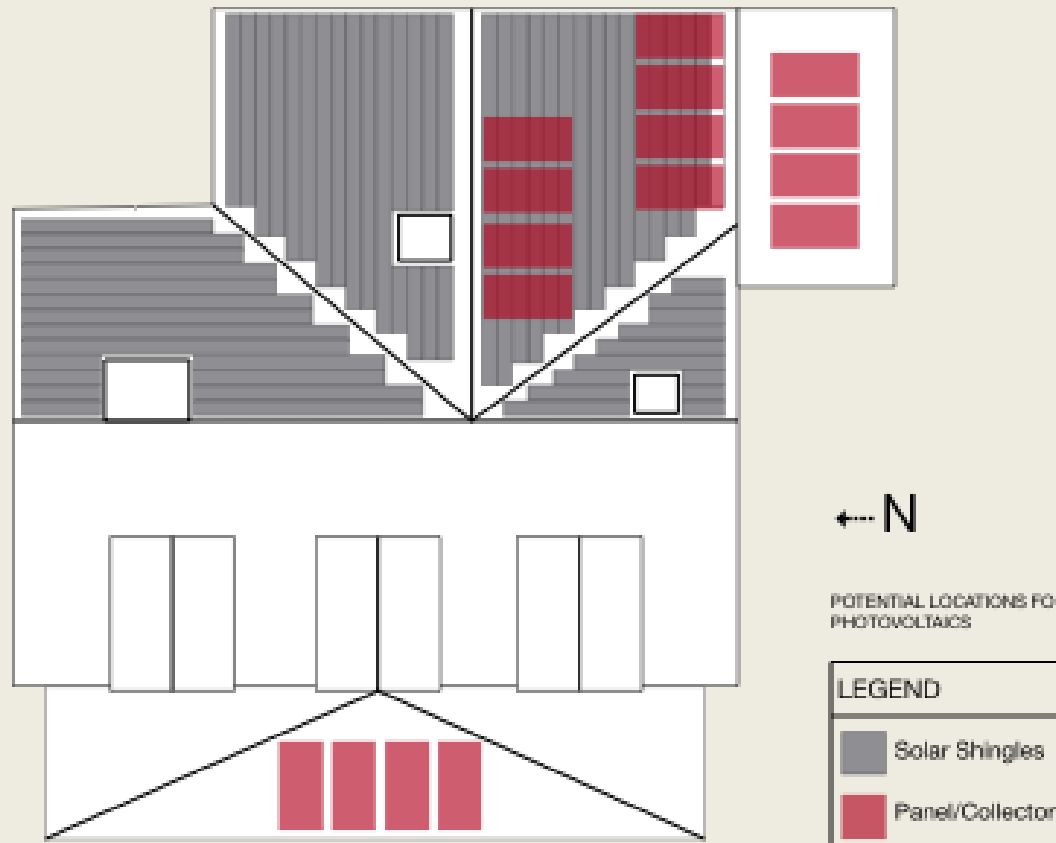 N
POTENTIAL LOCATIONS FO
PHOTOVOLTAICS
LEGEND
Solar Shingles
Panel/Collector